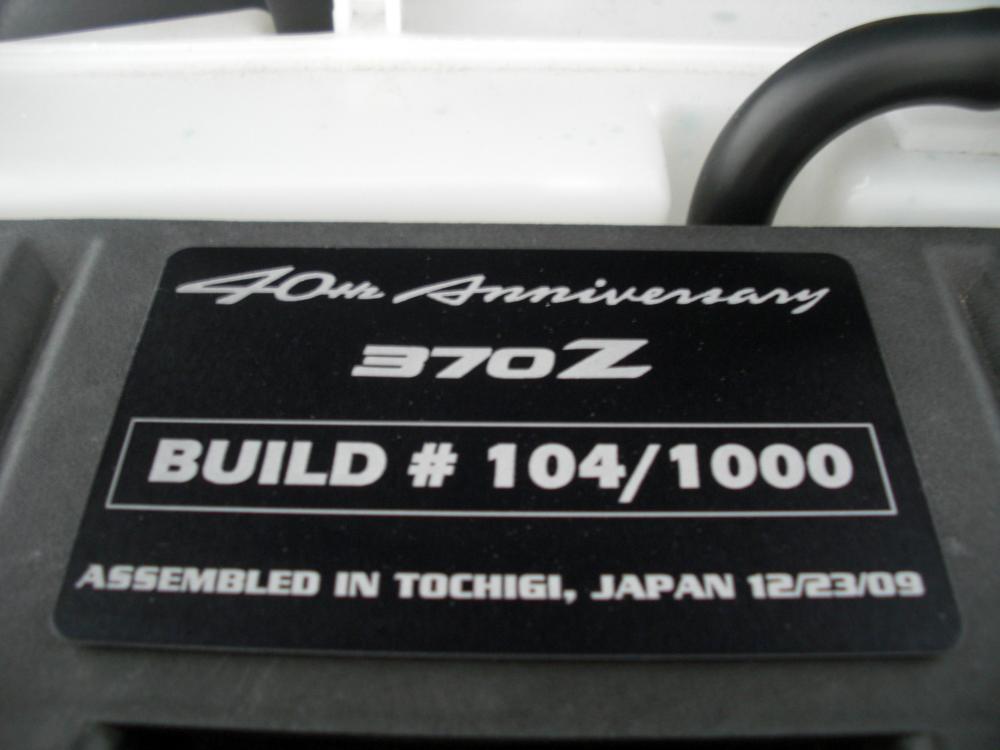 40th Anniversary
370Z
BUILD # 104/1000
ASSEMBLED IN TOCHIGI, JAPAN 12/23/09